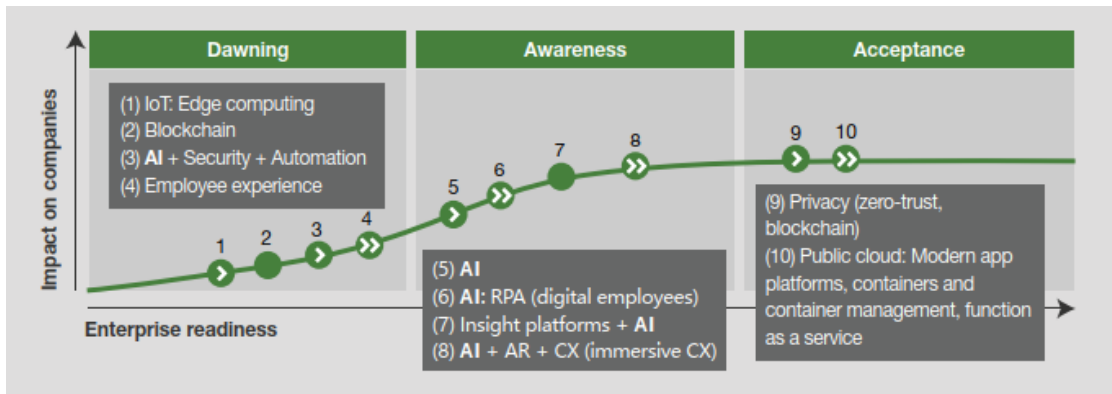 Dawning
Awareness
Acceptance
Impact on companies
(1) IoT: Edge computing
(2) Blockchain
(3) AI + Security + Automation
(4) Employee experience
1
2
3
4
5
6
7
8
9
10
(5) AI
(6) AI: RPA (digital employees)
(7) Insight platforms + AI
(8) AI + AR + CX (immersive CX)
(9) Privacy (zero-trust,
blockchain)
(10) Public cloud: Modern app
platforms, containers and
container management, function
as a service
Enterprise readiness